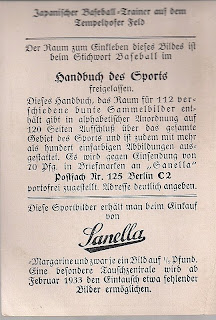 Japanischer Baseball-Trainer auf dem
Tempelhofer Feld
Der Raum zum Einkleben dieses Bildes ist
beim Stichwort Baseball im
Handbuch des Sports
freigelassen.
Dieses Handbuch, das Raum für 112 ver-
schiedene bunte Sammelbilder ent-
hält gibt in alphabetischer Anordnung auf
120 Seiten Aufschluß über das gesamte
Gebiet des Sports und ist zudem mit mehr
als hundert einfarbigen Abbildungen aus-
gestattet. Es wird gegen Einsendung von
70 Pfg. in Briefmarken an „Sanella"
Postfach Nr. 125 Berlin C2
portofrei zugestellt. Adresse deutlich angeben.
Diese Sportbilder erhält man beim Einkauf
von
Sanella
Margarine und zwar je ein Bild auf ½ Pfund.
Eine besondere Tauschzentrale wird ab
Februar 1933 den Eintausch etwa fehlender
Bilder ermöglichen.